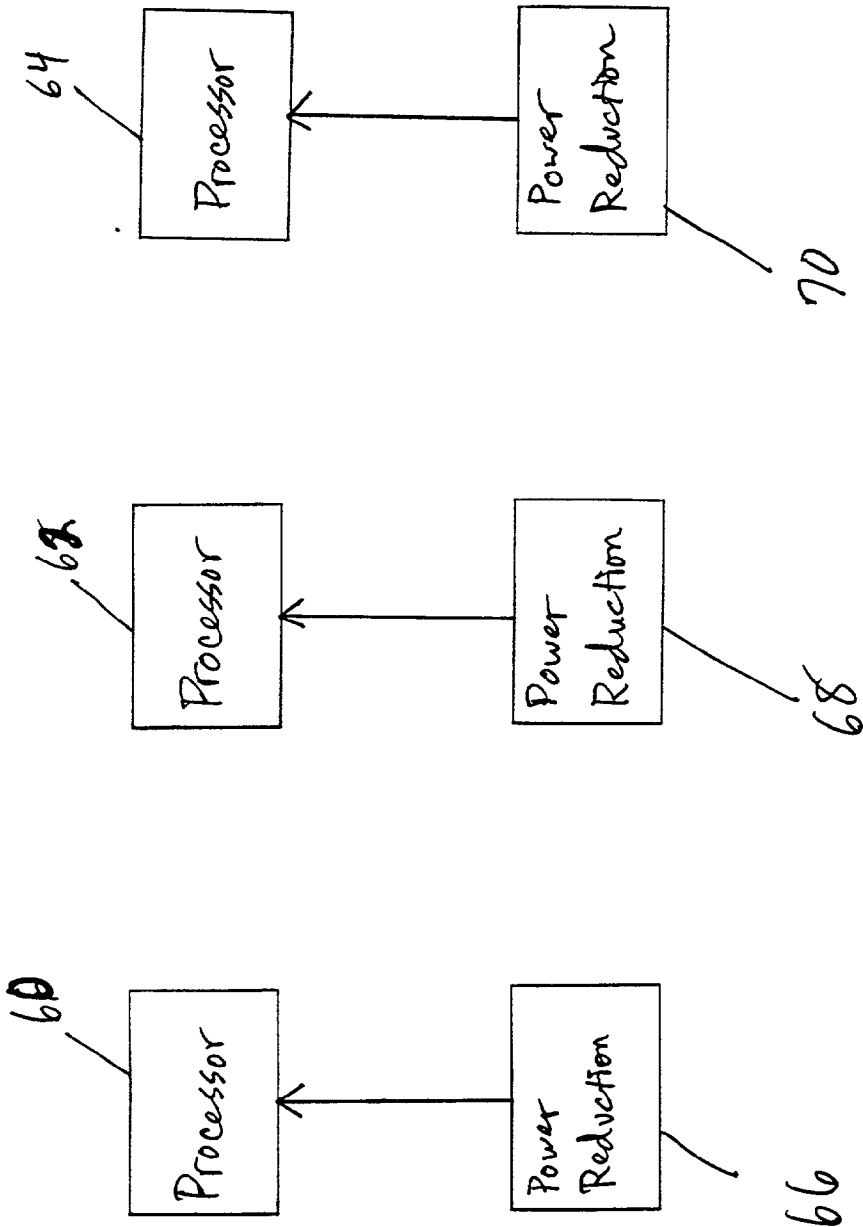 60
62
64
Processor
Processor
Processor
Power
Reduction
Power
Reduction
Power
Reduction
66
68
70